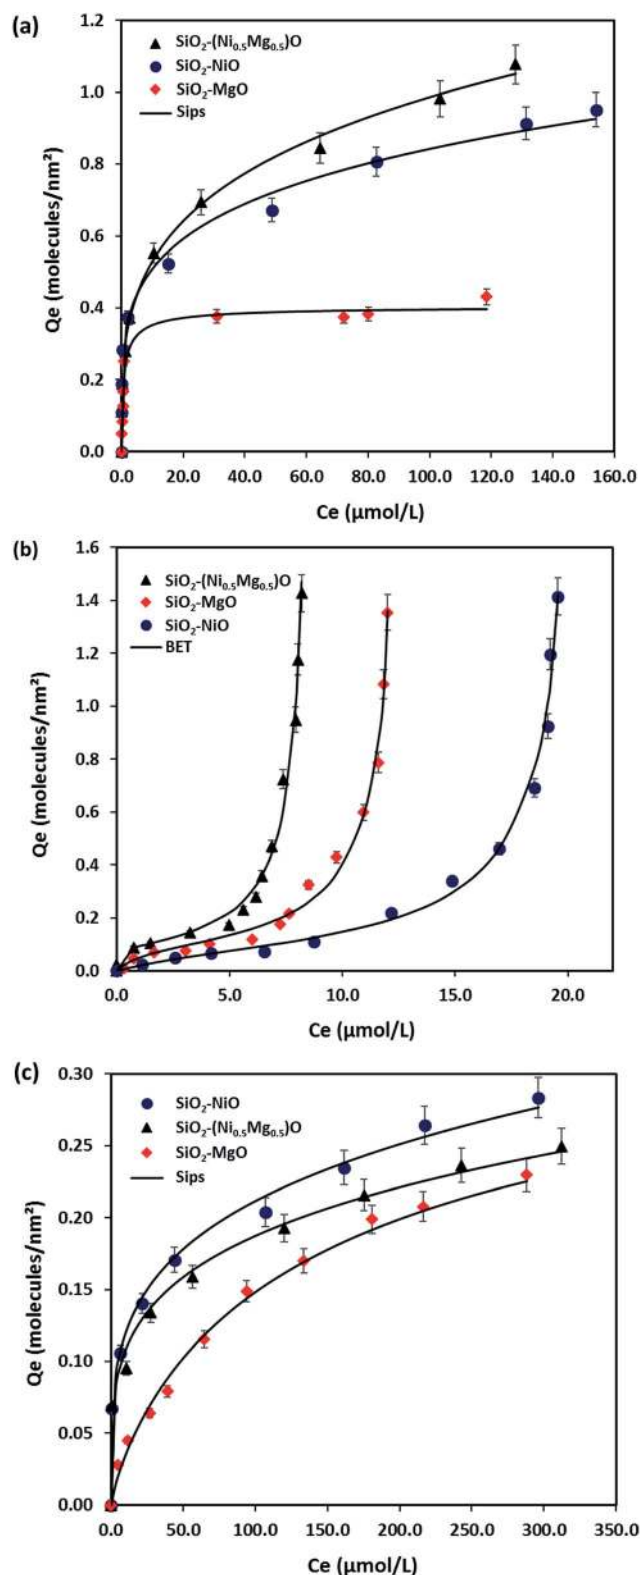 (a)
SiO₂-(Ni₀.₅Mg₀.₅)O
SiO₂-NiO
SiO₂-MgO
Sips
Qe (molecules/nm²)
1.2
1.0
0.8
0.6
0.4
0.2
0.0
0.0 20.0 40.0 60.0 80.0 100.0 120.0 140.0 160.0
Ce (µmol/L)
(b)
SiO₂-(Ni₀.₅Mg₀.₅)O
SiO₂-MgO
SiO₂-NiO
BET
Qe (molecules/nm²)
1.6
1.4
1.2
1.0
0.8
0.6
0.4
0.2
0.0
0.0 5.0 10.0 15.0 20.0
Ce (µmol/L)
(c)
SiO₂-NiO
SiO₂-(Ni₀.₅Mg₀.₅)O
SiO₂-MgO
Sips
Qe (molecules/nm²)
0.30
0.25
0.20
0.15
0.10
0.05
0.00
0.0 50.0 100.0 150.0 200.0 250.0 300.0 350.0
Ce (µmol/L)